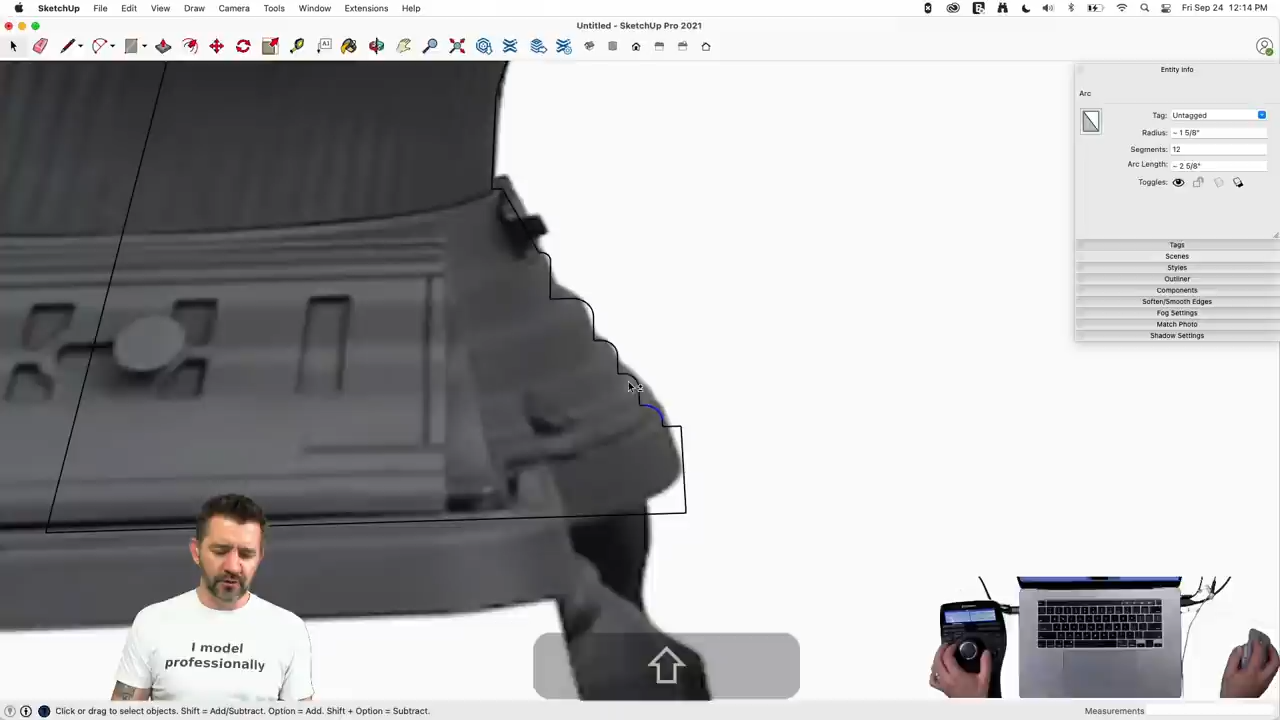 SketchUp File Edit View Draw Camera Tools Window Extensions Help Fri Sep 24 12:14 PM
Untitled - SketchUp Pro 2021
Entity Info
Arc
Tag: Untagged
Radius: ~ 1 5/8"
Segments: 12
Arc Length: ~ 2 5/8"
Toggles:
Tags
Scenes
Styles
Outliner
Components
Soften/Smooth Edges
Fog Settings
Match Photo
Shadow Settings
I model
professionally
Click or drag to select objects. Shift = Add/Subtract. Option = Add. Shift + Option = Subtract. Measurements